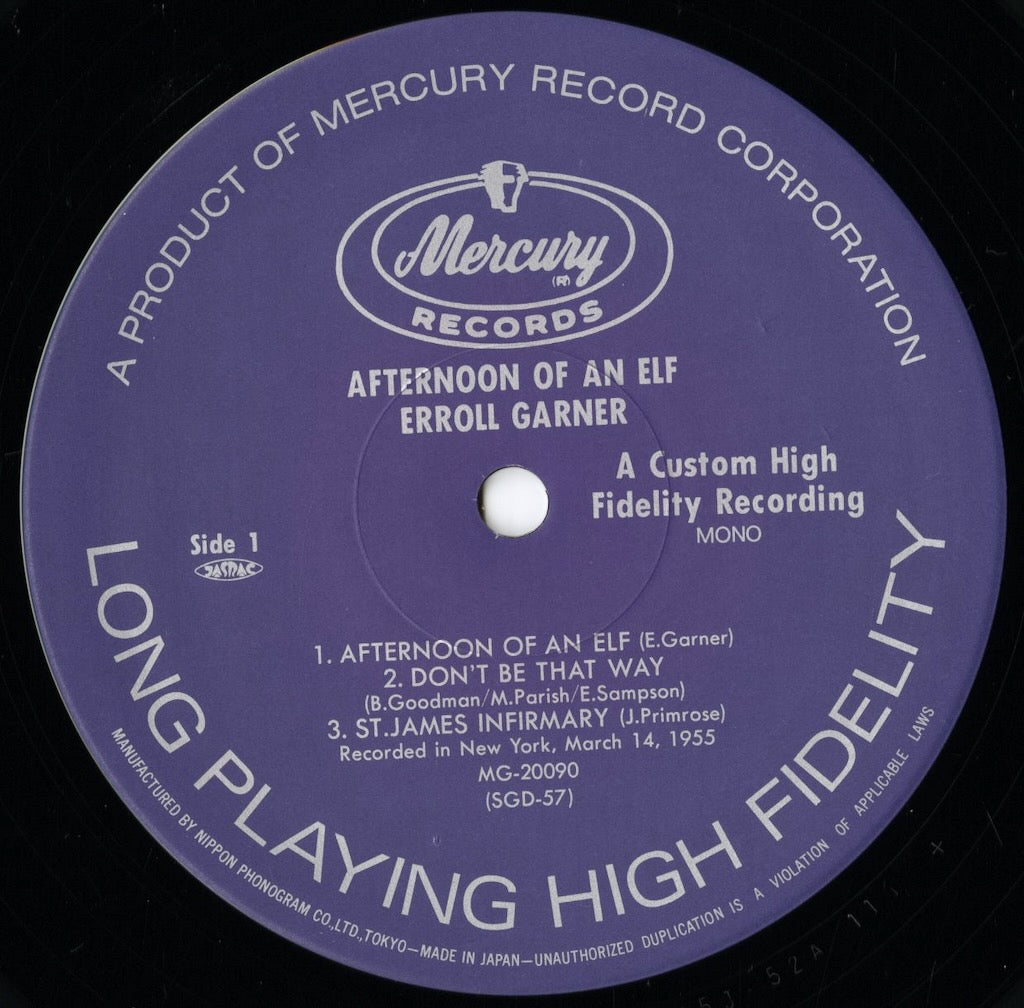 A PRODUCT OF MERCURY RECORD CORPORATION
Mercury
(R)
RECORDS
AFTERNOON OF AN ELF
ERROLL GARNER
A Custom High
Fidelity Recording
MONO
Side 1
JASRAC
1. AFTERNOON OF AN ELF (E.Garner)
2. DON'T BE THAT WAY
(B.Goodman/M.Parish/E.Sampson)
3. ST.JAMES INFIRMARY (J.Primrose)
Recorded in New York, March 14, 1955
MG-20090
(SGD-57)
LONG PLAYING HIGH FIDELITY
MANUFACTURED BY NIPPON PHONOGRAM CO.,LTD.,TOKYO—MADE IN JAPAN—UNAUTHORIZED DUPLICATION IS A VIOLATION OF APPLICABLE LAWS
52A 11